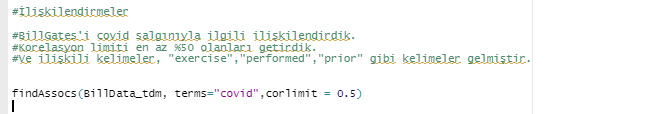 #İlişkilendirmeler
#BillGates'i covid salgınıyla ilgili ilişkilendirdik.
#Korelasyon limiti en az %50 olanları getirdik.
#Ve ilişkili kelimeler, "exercise","performed","prior" gibi kelimeler gelmiştir.
findAssocs(BillData_tdm, terms="covid",corlimit = 0.5)